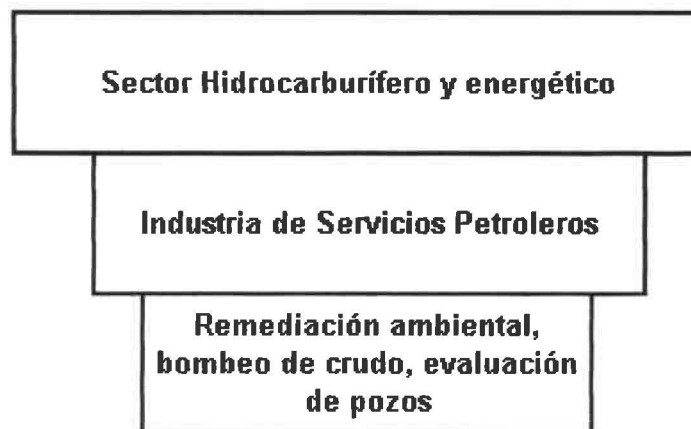 Sector Hidrocarburífero y energético
Industria de Servicios Petroleros
Remediación ambiental,
bombeo de crudo, evaluación
de pozos